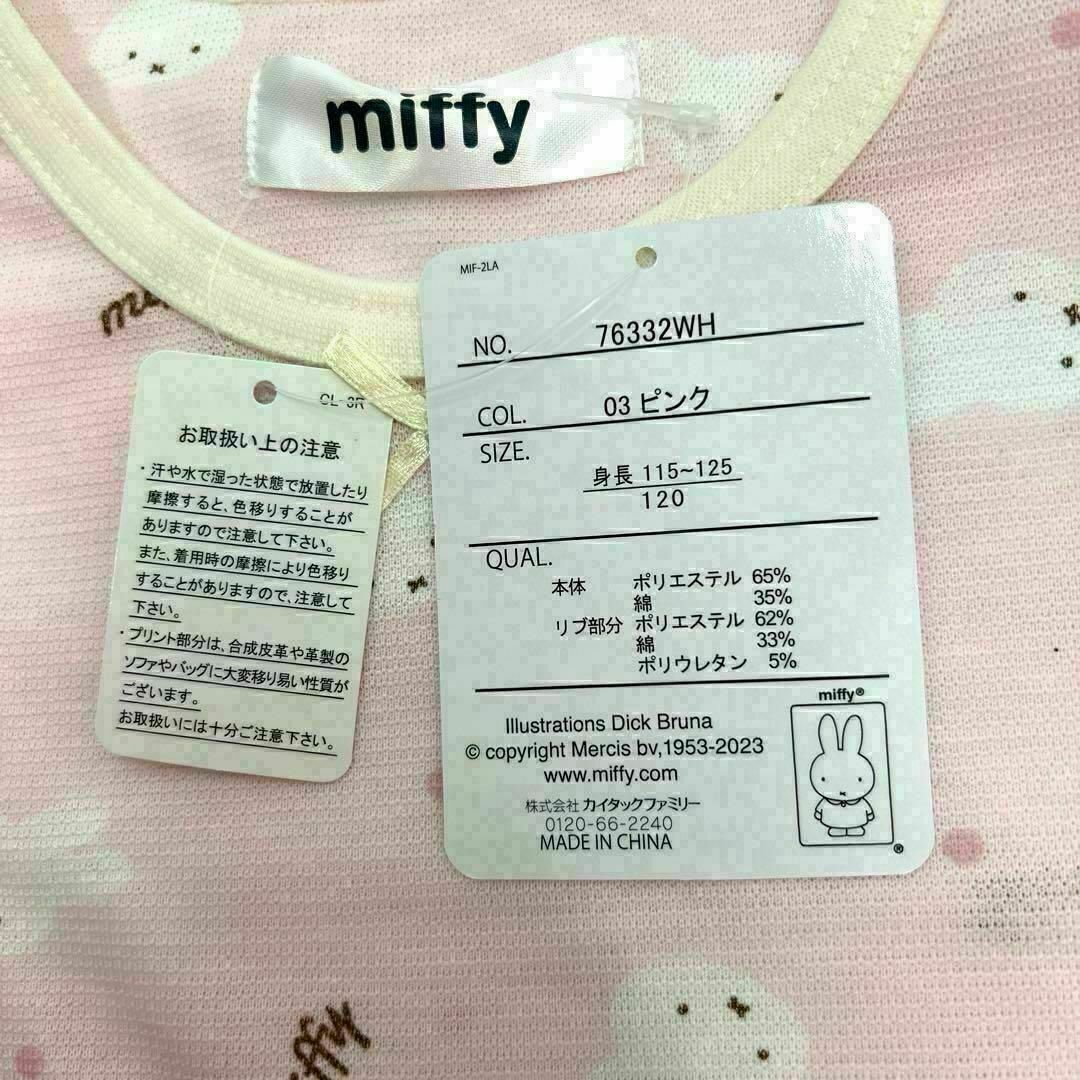 miffy
MIF-2LA
NO. 76332WH
COL. 03 ピンク
SIZE.
身長 115~125
120
QUAL.
本体 ポリエステル 65%
綿 35%
リブ部分 ポリエステル 62%
綿 33%
ポリウレタン 5%
miffy®
Illustrations Dick Bruna
© copyright Mercis bv,1953-2023
www.miffy.com
株式会社 カイタックファミリー
0120-66-2240
MADE IN CHINA
®
CL-3R
お取扱い上の注意
・汗や水で湿った状態で放置したり
摩擦すると、色移りすることが
ありますので注意して下さい。
また、着用時の摩擦により色移り
することがありますので、注意して
下さい。
・プリント部分は、合成皮革や革製の
ソファやバッグに大変移り易い性質が
ございます。
お取扱いには十分ご注意下さい。